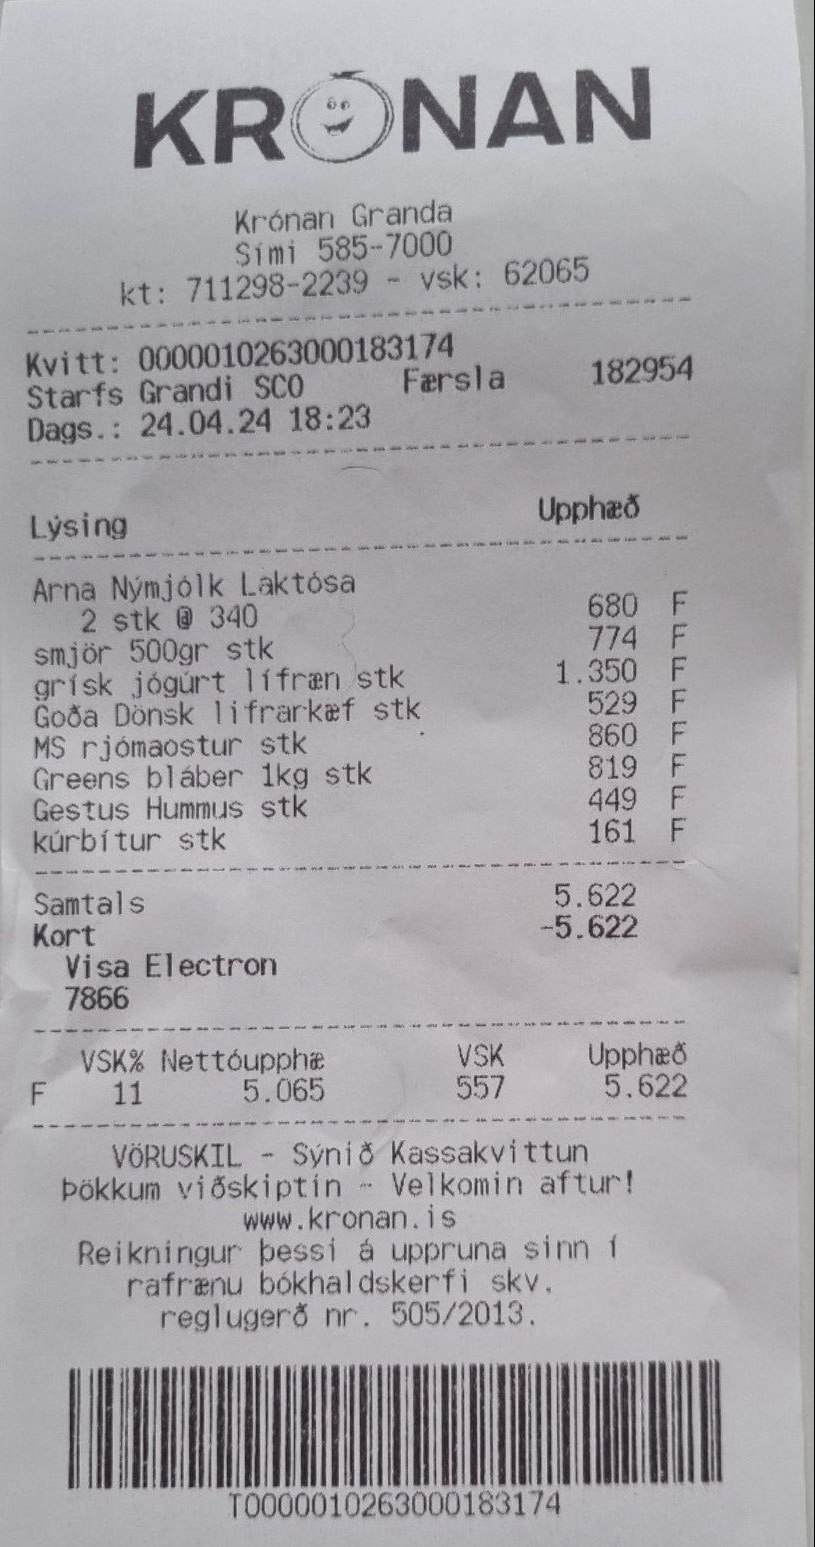 KRÓNAN
Krónan Granda
Sími 585-7000
kt: 711298-2239 - vsk: 62065
Kvitt: 0000010263000183174
Starfs Grandi SCO Færsla 182954
Dags.: 24.04.24 18:23
Lýsing Upphæð
Arna Nýmjólk Laktósa
2 stk @ 340 680 F
smjör 500gr stk 774 F
grísk jógúrt lífræn stk 1.350 F
Goða Dönsk lifrarkæf stk 529 F
MS rjómaostur stk 860 F
Greens bláber 1kg stk 819 F
Gestus Hummus stk 449 F
kúrbítur stk 161 F
Samtals 5.622
Kort -5.622
Visa Electron
7866
VSK% Nettóupphæ VSK Upphæð
F 11 5.065 557 5.622
VÖRUSKIL - Sýnið Kassakvittun
Þökkum viðskiptin - Velkomin aftur!
www.kronan.is
Reikningur þessi á uppruna sinn í
rafrænu bókhaldskerfi skv.
reglugerð nr. 505/2013.
T0000010263000183174